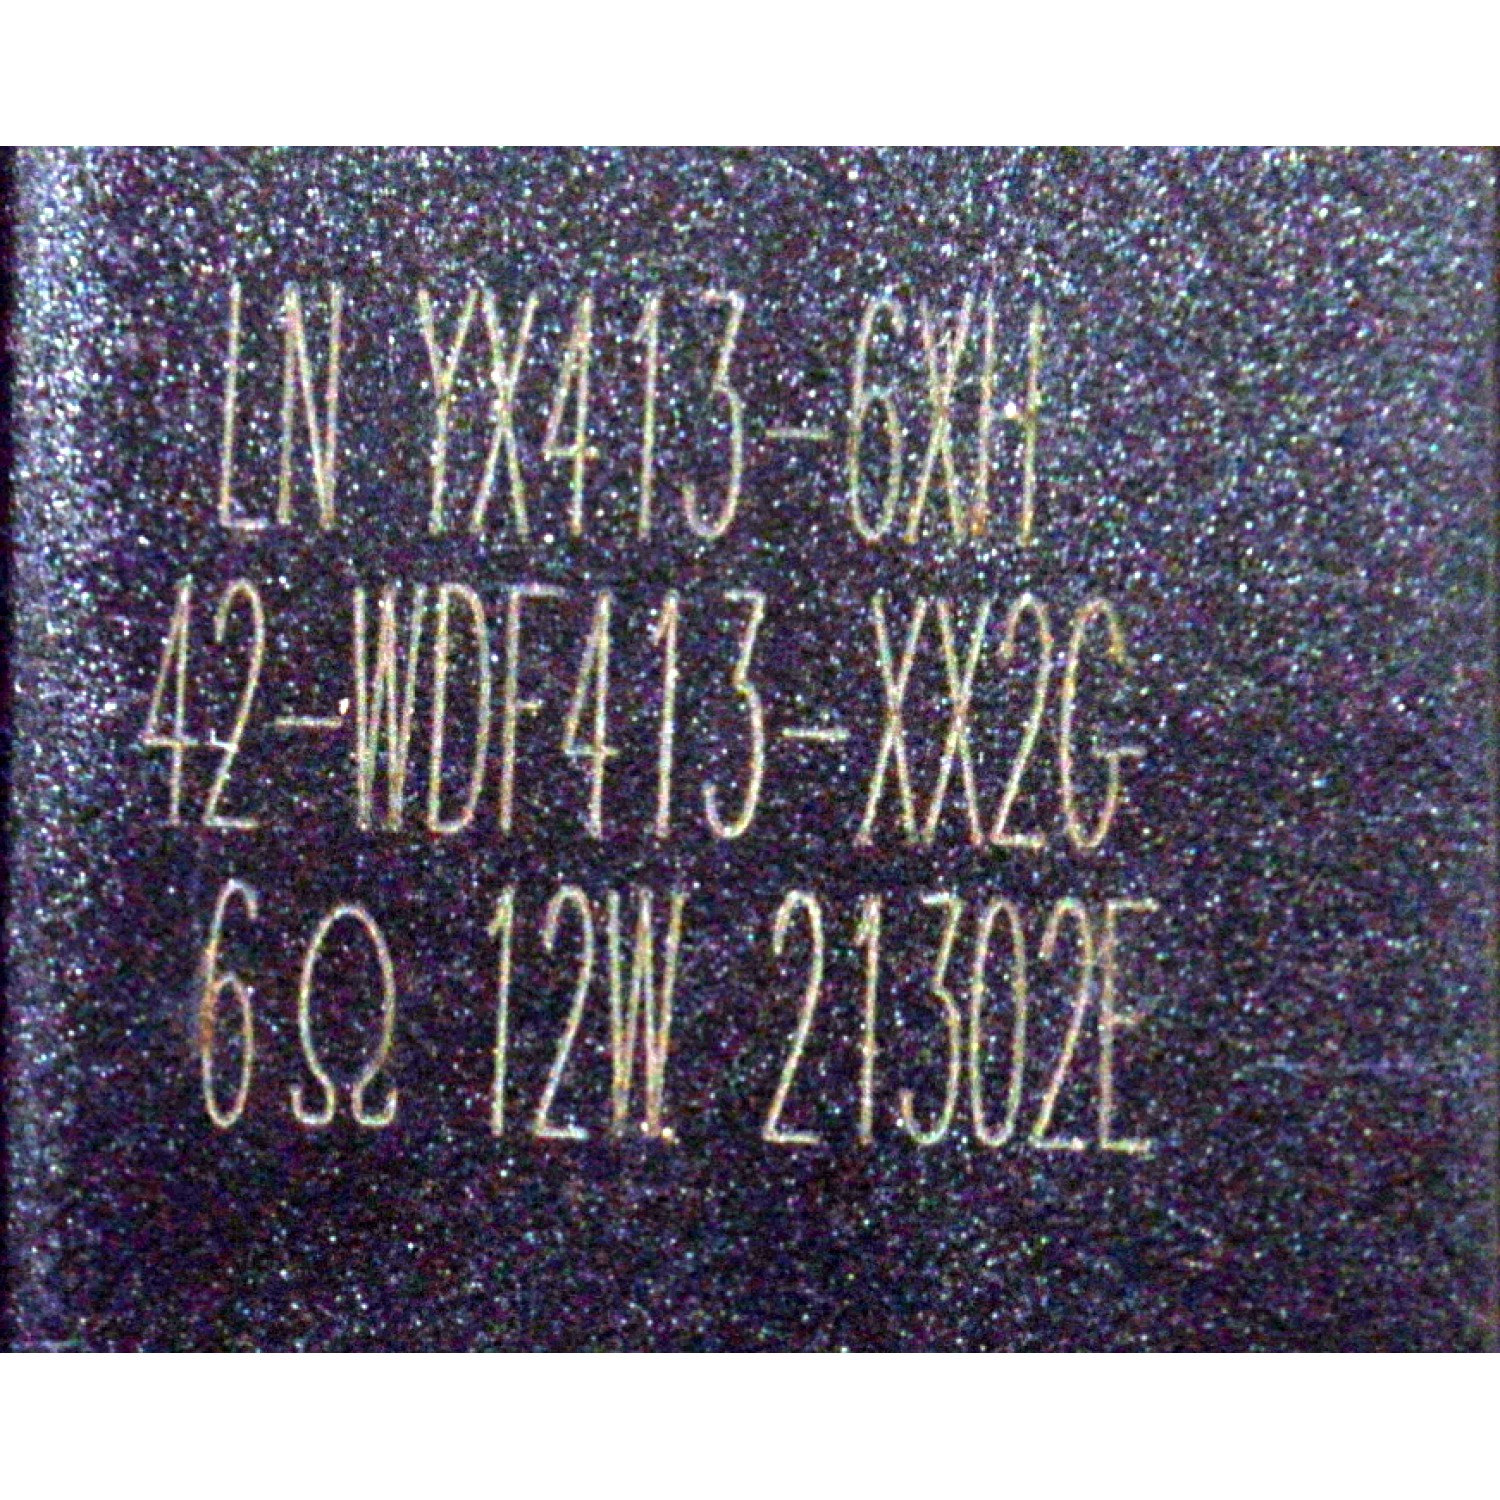 LN YX413-6XH
42-WDF413-XX2G
6Ω 12W 21302E